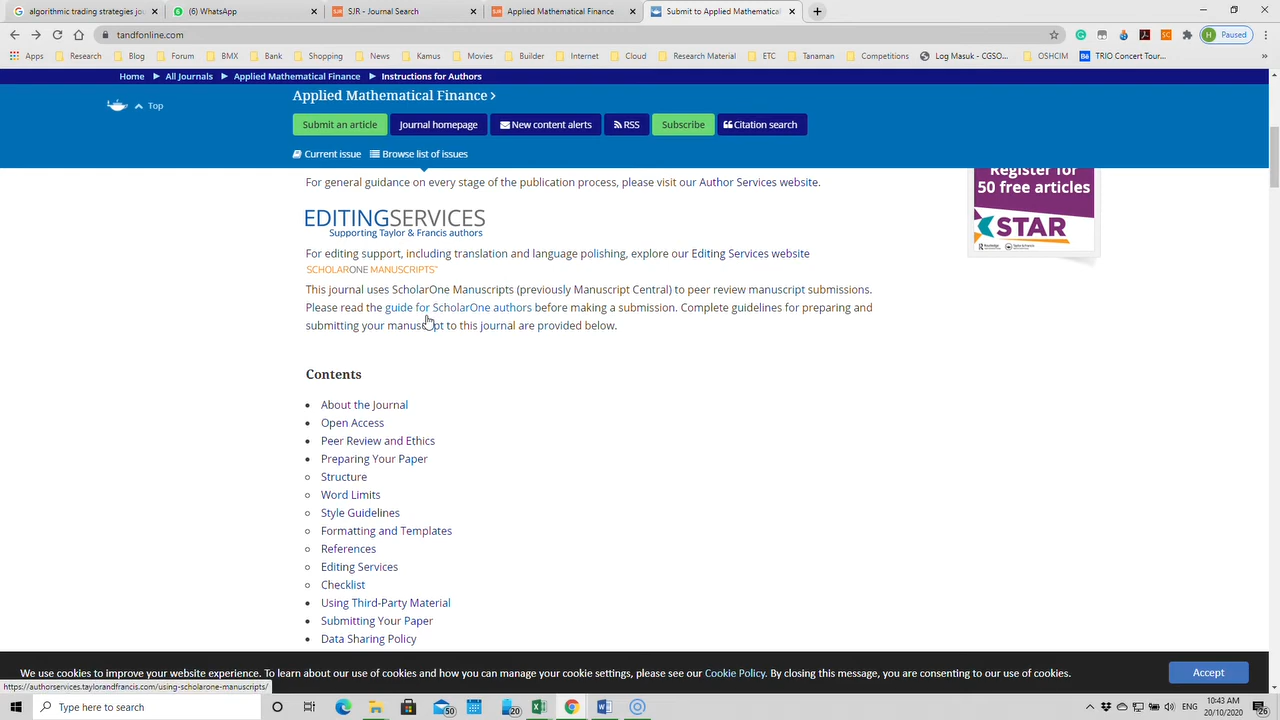 algorithmic trading strategies jou
(6) WhatsApp
SJR - Journal Search
Applied Mathematical Finance
Submit to Applied Mathematical
tandfonline.com
Paused
Apps Research Blog Forum BMX Bank Shopping News Kamus Movies Builder Internet Cloud Research Material ETC Tanaman Competitions Log Masuk - CGSO... OSHCIM TRIO Concert Tour...
Home All Journals Applied Mathematical Finance Instructions for Authors
Top
Applied Mathematical Finance >
Submit an article Journal homepage New content alerts RSS Subscribe Citation search
Current issue Browse list of issues
For general guidance on every stage of the publication process, please visit our Author Services website.
Register for
50 free articles
STAR
EDITINGSERVICES
Supporting Taylor & Francis authors
For editing support, including translation and language polishing, explore our Editing Services website
SCHOLARONE MANUSCRIPTS™
This journal uses ScholarOne Manuscripts (previously Manuscript Central) to peer review manuscript submissions.
Please read the guide for ScholarOne authors before making a submission. Complete guidelines for preparing and
submitting your manuscript to this journal are provided below.
Contents
About the Journal
Open Access
Peer Review and Ethics
Preparing Your Paper
Structure
Word Limits
Style Guidelines
Formatting and Templates
References
Editing Services
Checklist
Using Third-Party Material
Submitting Your Paper
Data Sharing Policy
We use cookies to improve your website experience. To learn about our use of cookies and how you can manage your cookie settings, please see our Cookie Policy. By closing this message, you are consenting to our use of cookies.
Accept
https://authorservices.taylorandfrancis.com/using-scholarone-manuscripts/
Type here to search
50
20
ENG
10:43 AM
20/10/2020
26